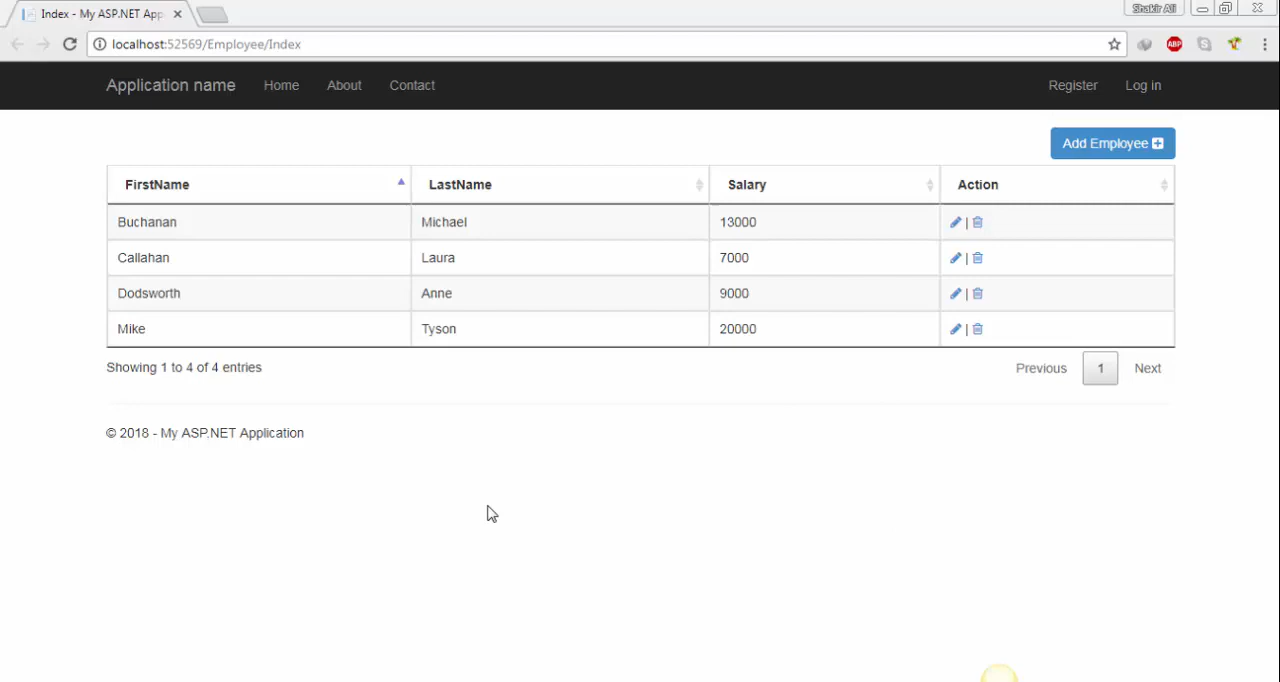 Index - My ASP.NET App
Shakir Ali
localhost:52569/Employee/Index
ABP
Application name Home About Contact Register Log in
Add Employee
FirstName LastName Salary Action
Buchanan Michael 13000 |
Callahan Laura 7000 |
Dodsworth Anne 9000 |
Mike Tyson 20000 |
Showing 1 to 4 of 4 entries Previous 1 Next
© 2018 - My ASP.NET Application